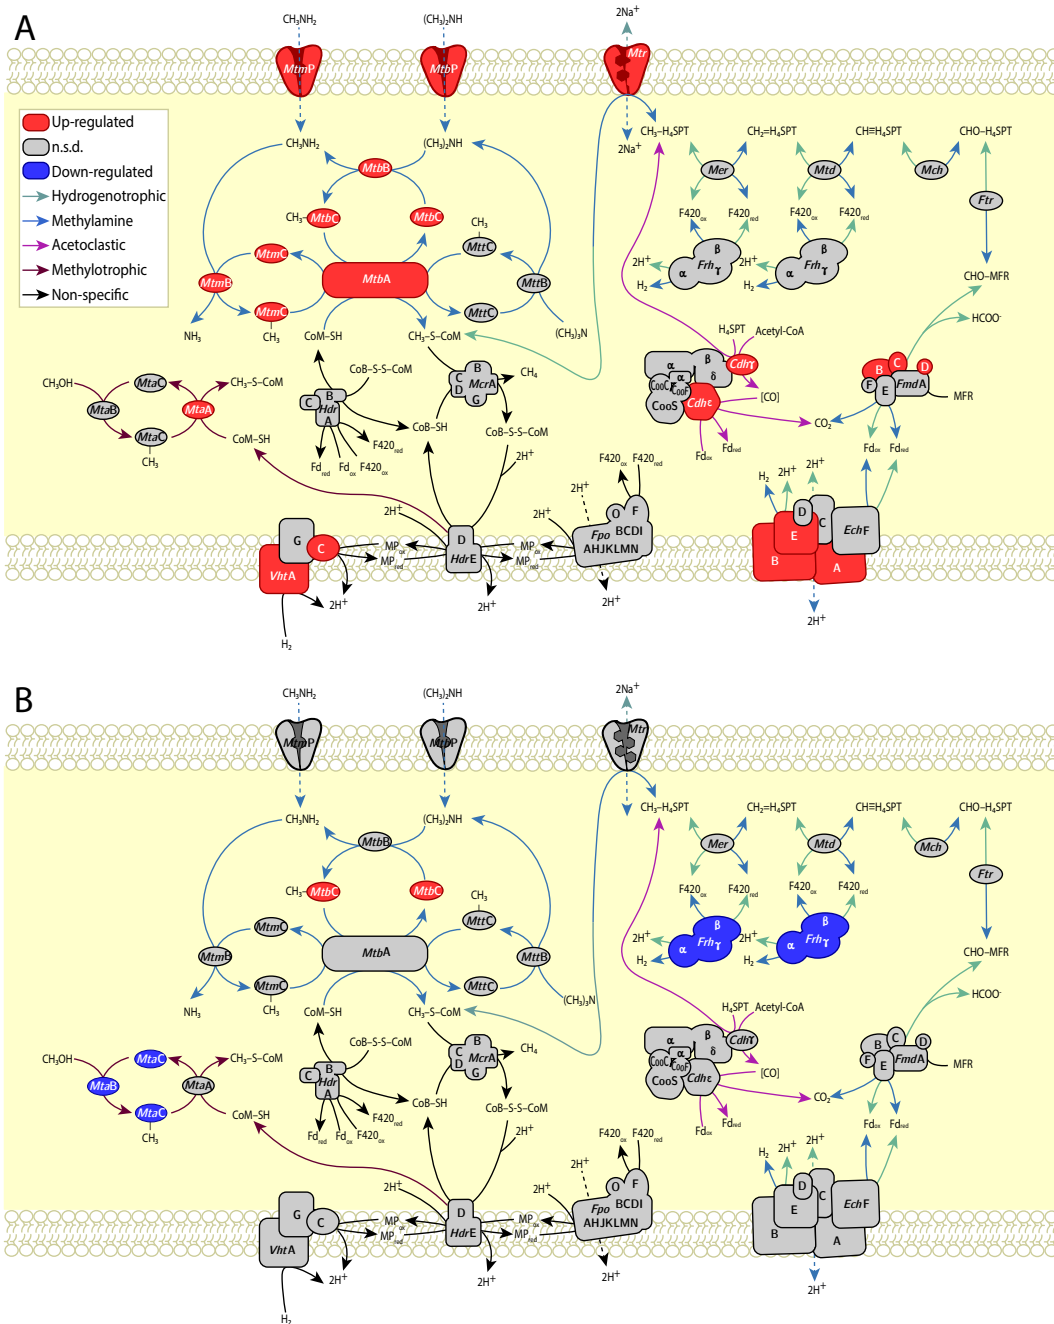 A
CH₃NH₂
(CH₃)₂NH
2Na⁺
MtmP
MtbP
Mtr
Up-regulated
n.s.d.
Down-regulated
Hydrogenotrophic
Methylamine
Acetoclastic
Methylotrophic
Non-specific
CH₃NH₂
(CH₃)₂NH
2Na⁺
CH₃–H₄SPT
CH₂=H₄SPT
CH≡H₄SPT
CHO–H₄SPT
MtbB
Mer
Mtd
Mch
Ftr
CH₃–MtbC
MtbC
F420ox
F420red
F420ox
F420red
CH₃
MttC
MtmC
MtmB
MtbA
MttB
MtmC
CH₃
MttC
2H⁺
H₂
α
Frh
β
γ
2H⁺
H₂
α
Frh
β
γ
CHO–MFR
HCOO⁻
NH₃
CoM–SH
CH₃–S–CoM
(CH₃)₃N
H₄SPT
Acetyl-CoA
CoB–S–S–CoM
CH₄
CH₃OH
MtaC
CH₃–S–CoM
MtaB
MtaA
MtaC
CoM–SH
CH₃
C
B
Hdr
A
C
B
D
McrA
G
CoB–SH
CoB–S–S–CoM
2H⁺
F420red
Fdred
Fdox
F420ox
α
β
δ
CooC
α
CooF
CooS
Cdhε
Cdhγ
[CO]
CO₂
Fdox
Fdred
B
C
D
F
E
FmdA
MFR
Fdox
Fdred
G
C
VhtA
MPox
MPred
2H⁺
H₂
2H⁺
D
HdrE
2H⁺
MPox
MPred
2H⁺
2H⁺
F420ox
F420red
O
F
Fpo
BCDI
AHJKLMN
2H⁺
H₂
2H⁺
2H⁺
D
C
E
EchF
B
A
2H⁺
B
CH₃NH₂
(CH₃)₂NH
2Na⁺
MtmP
MtbP
Mtr
CH₃NH₂
(CH₃)₂NH
CH₃–H₄SPT
CH₂=H₄SPT
CH≡H₄SPT
CHO–H₄SPT
MtbB
Mer
Mtd
Mch
Ftr
CH₃–MtbC
MtbC
F420ox
F420red
F420ox
F420red
CH₃
MttC
MtmC
MtmB
MtbA
MttB
MtmC
CH₃
MttC
2H⁺
H₂
α
Frh
β
γ
2H⁺
H₂
α
Frh
β
γ
CHO–MFR
HCOO⁻
NH₃
CoM–SH
CH₃–S–CoM
(CH₃)₃N
H₄SPT
Acetyl-CoA
CoB–S–S–CoM
CH₄
CH₃OH
MtaC
CH₃–S–CoM
MtaB
MtaA
MtaC
CoM–SH
CH₃
C
B
Hdr
A
C
B
D
McrA
G
CoB–SH
CoB–S–S–CoM
2H⁺
F420red
Fdred
Fdox
F420ox
α
β
δ
CooC
α
CooF
CooS
Cdhε
Cdhγ
[CO]
CO₂
Fdox
Fdred
B
C
D
F
E
FmdA
MFR
Fdox
Fdred
G
C
VhtA
MPox
MPred
2H⁺
H₂
2H⁺
D
HdrE
2H⁺
MPox
MPred
2H⁺
2H⁺
F420ox
F420red
O
F
Fpo
BCDI
AHJKLMN
2H⁺
H₂
2H⁺
2H⁺
D
C
E
EchF
B
A
2H⁺